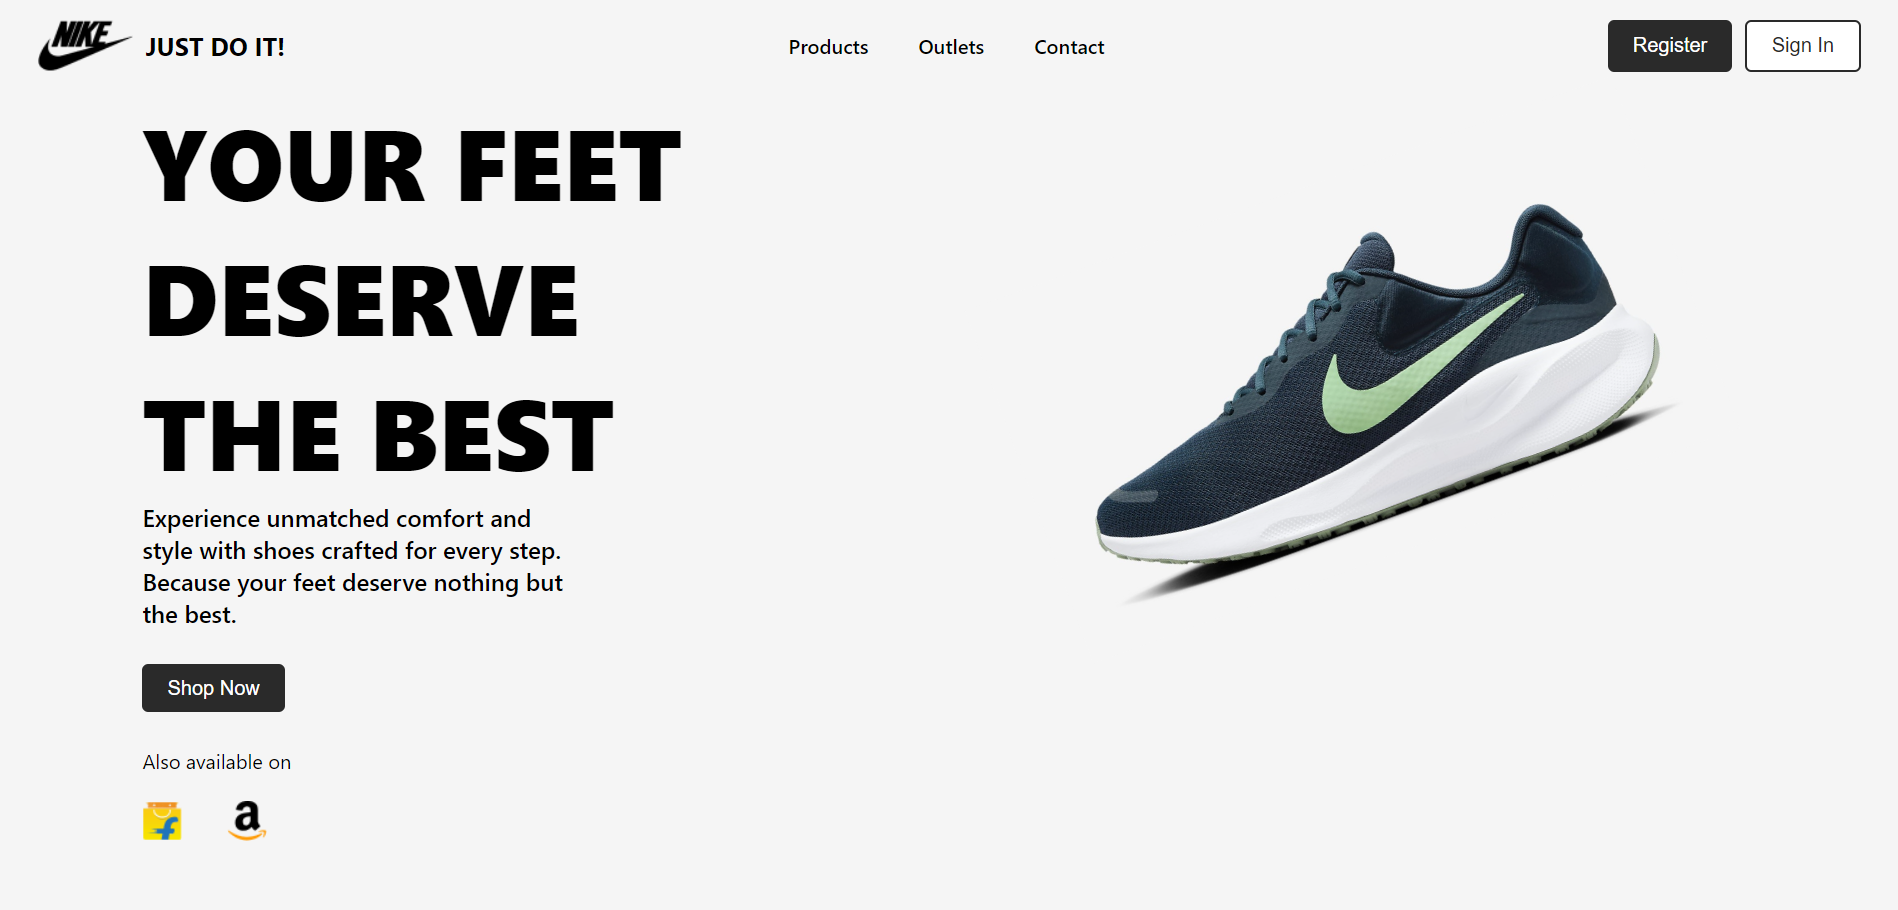 NIKE
JUST DO IT!
Products
Outlets
Contact
Register
Sign In
YOUR FEET
DESERVE
THE BEST
Experience unmatched comfort and
style with shoes crafted for every step.
Because your feet deserve nothing but
the best.
Shop Now
Also available on
f
a